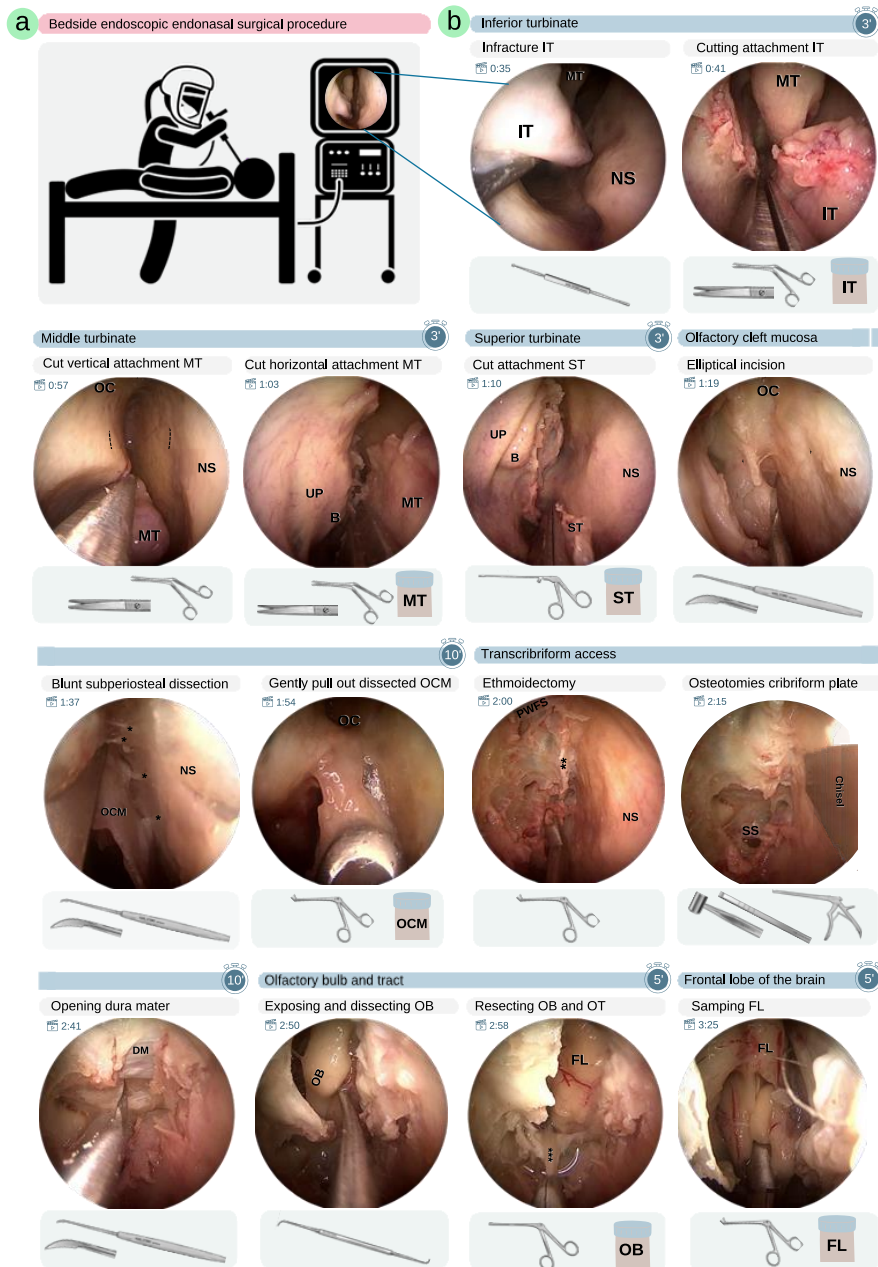 a
Bedside endoscopic endonasal surgical procedure
b
Inferior turbinate
3'
Infracture IT
0:35
MT
IT
NS
Cutting attachment IT
0:41
MT
IT
IT
Middle turbinate
3'
Cut vertical attachment MT
0:57
OC
NS
MT
Cut horizontal attachment MT
1:03
UP
B
MT
MT
Superior turbinate
3'
Cut attachment ST
1:10
UP
B
NS
ST
ST
Olfactory cleft mucosa
Elliptical incision
1:19
OC
*
*
NS
10'
Blunt subperiosteal dissection
1:37
*
*
*
*
NS
OCM
Gently pull out dissected OCM
1:54
OC
OCM
Transcribriform access
Ethmoidectomy
2:00
PWFS
**
NS
Osteotomies cribriform plate
2:15
Chisel
SS
10'
Opening dura mater
2:41
DM
Olfactory bulb and tract
5'
Exposing and dissecting OB
2:50
OB
Resecting OB and OT
2:58
FL
***
OB
Frontal lobe of the brain
5'
Samping FL
3:25
FL
FL